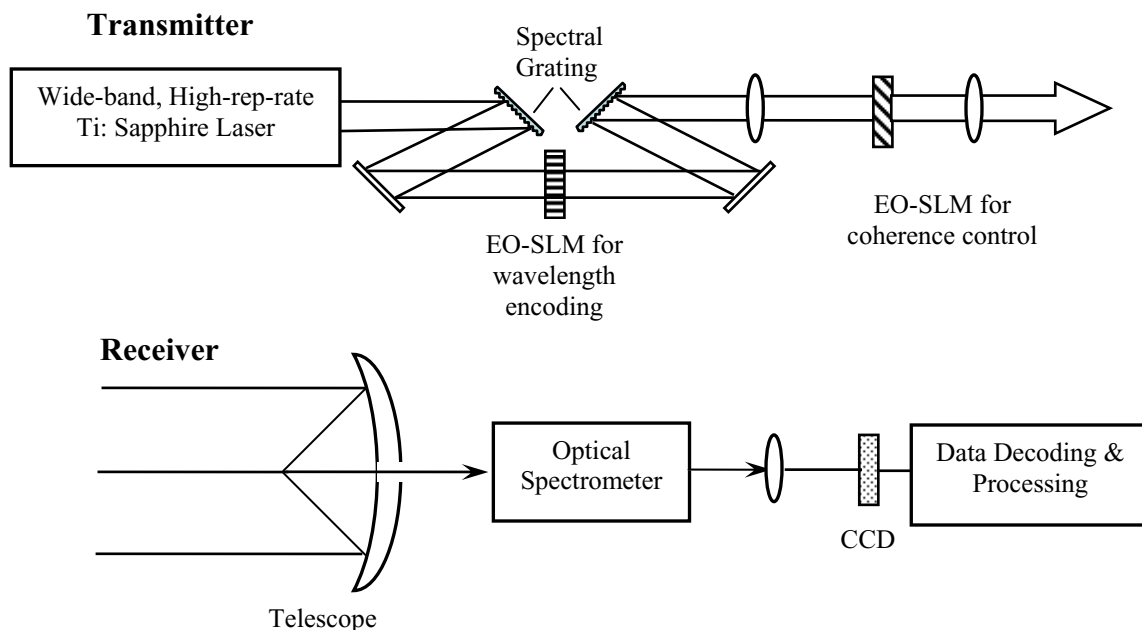 Transmitter
Wide-band, High-rep-rate
Ti: Sapphire Laser
Spectral
Grating
EO-SLM for
wavelength
encoding
EO-SLM for
coherence control
Receiver
Telescope
Optical
Spectrometer
CCD
Data Decoding &
Processing